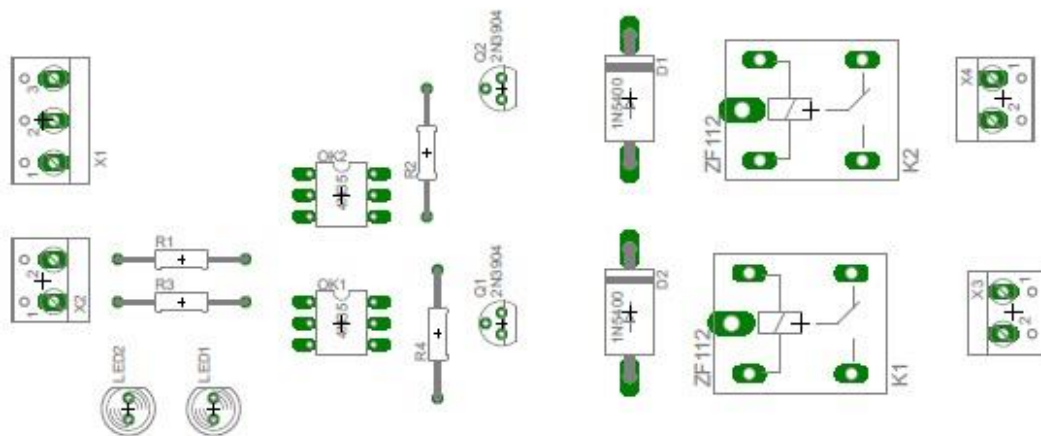 3
2
1
X1
2
1
X2
R1
R3
LED2
LED1
OK2
OK1
R2
R4
Q2
2N3904
Q1
2N3904
D1
1N5400
D2
1N5400
ZF112
K2
ZF112
K1
X4
1
2
X3
1
2